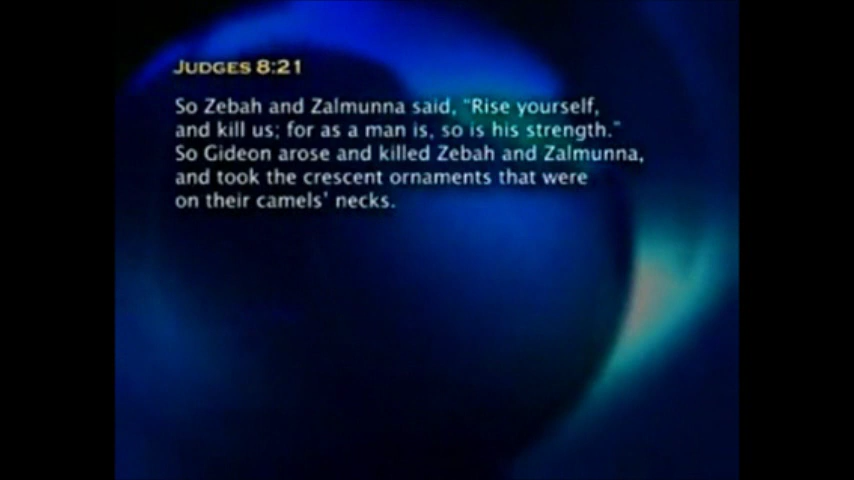 Judges 8:21
So Zebah and Zalmunna said, "Rise yourself,
and kill us; for as a man is, so is his strength."
So Gideon arose and killed Zebah and Zalmunna,
and took the crescent ornaments that were
on their camels' necks.